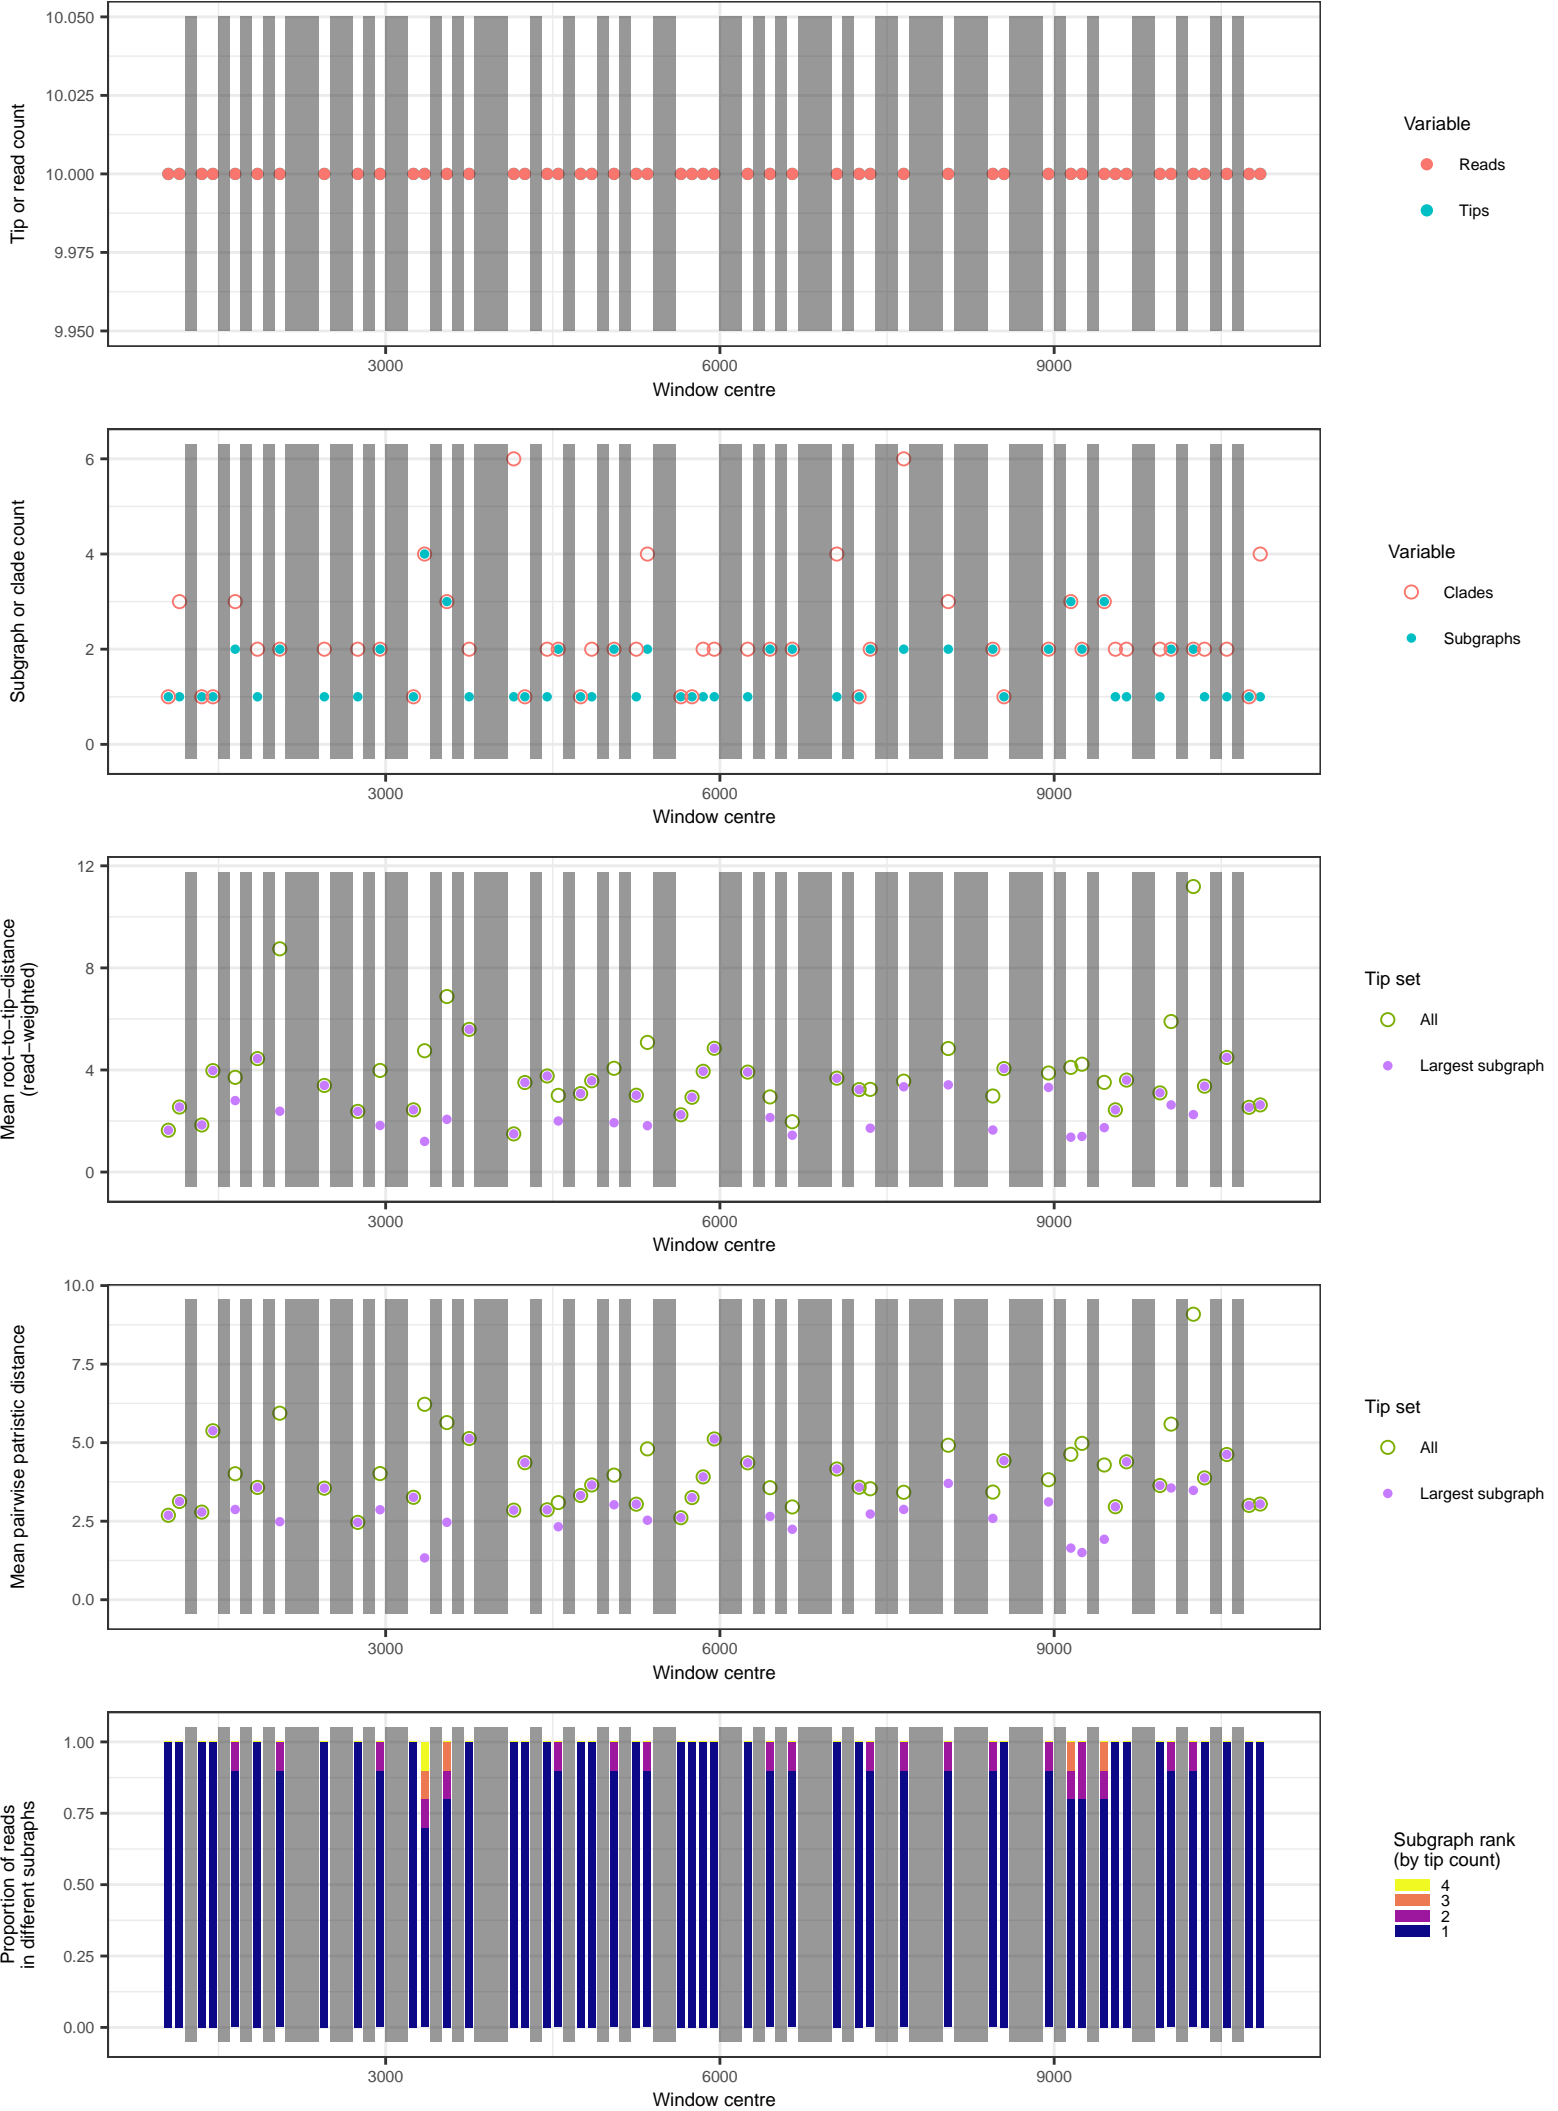 10.050
10.025
10.000
9.975
9.950
Tip or read count
3000
6000
9000
Window centre
Variable
Reads
Tips
6
4
2
0
Subgraph or clade count
3000
6000
9000
Window centre
Variable
Clades
Subgraphs
12
8
4
0
Mean root−to−tip−distance
(read−weighted)
3000
6000
9000
Window centre
Tip set
All
Largest subgraph
10.0
7.5
5.0
2.5
0.0
Mean pairwise patristic distance
3000
6000
9000
Window centre
Tip set
All
Largest subgraph
1.00
0.75
0.50
0.25
0.00
Proportion of reads
in different subraphs
3000
6000
9000
Window centre
Subgraph rank
(by tip count)
4
3
2
1